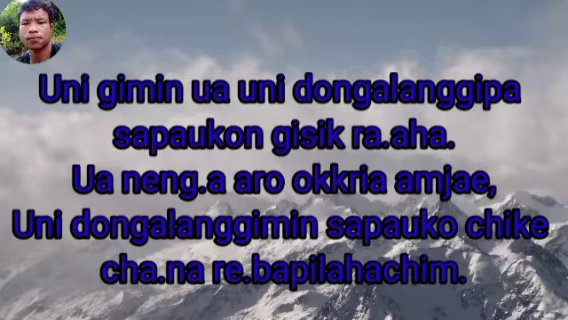 Uni gimin ua uni dongalanggipa
sapaukon gisik ra.aha.
Ua neng.a aro okkria amjae,
Uni dongalanggimin sapauko chike
cha.na re.bapilahachim.